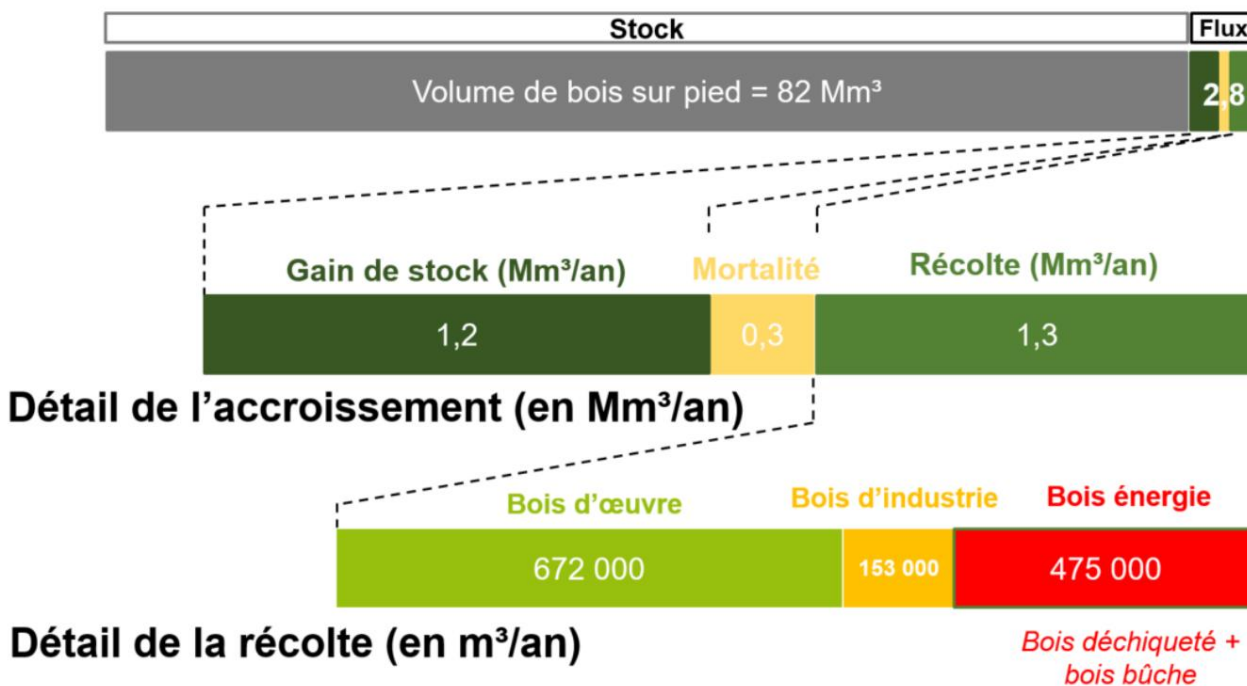 Stock
Flux
Volume de bois sur pied = 82 Mm³
2,8
Gain de stock (Mm³/an)
Mortalité
Récolte (Mm³/an)
1,2
0,3
1,3
Détail de l’accroissement (en Mm³/an)
Bois d’œuvre
Bois d’industrie
Bois énergie
672 000
153 000
475 000
Détail de la récolte (en m³/an)
Bois déchiqueté +
bois bûche